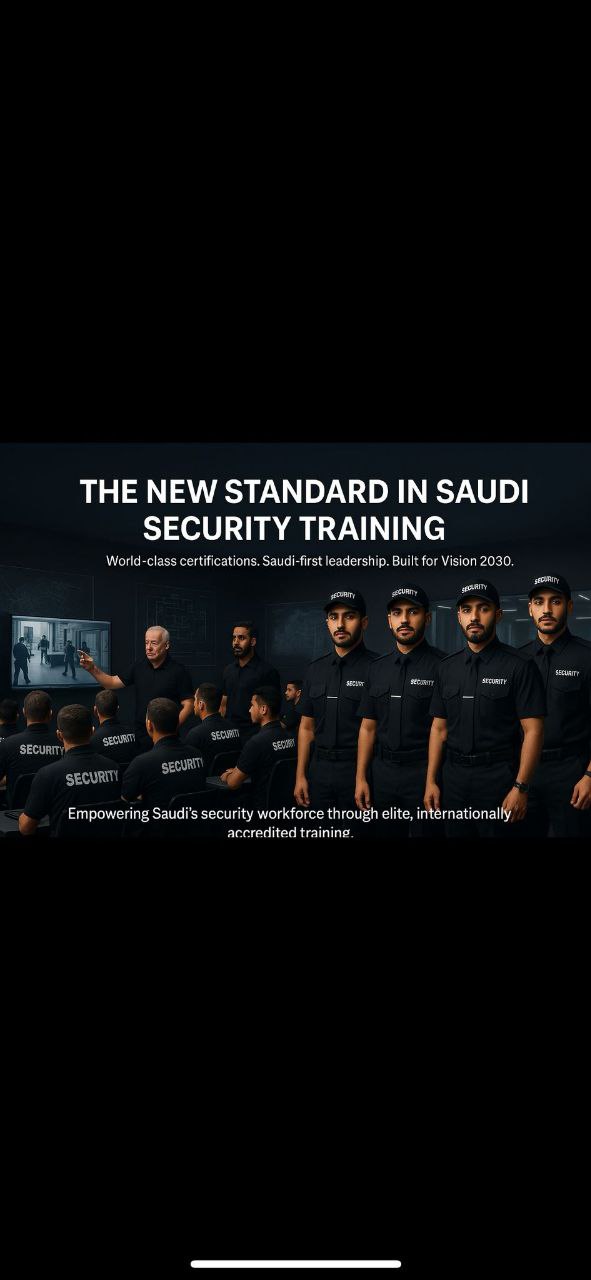 THE NEW STANDARD IN SAUDI
SECURITY TRAINING
World-class certifications. Saudi-first leadership. Built for Vision 2030.
SECURITY
SECURITY
SECURITY
SECURITY
SECURITY
SECURITY
SECURITY
SECURITY
SECURITY
SECURITY
SECURITY
SECURITY
SECURITY
Empowering Saudi's security workforce through elite, internationally
accredited training.